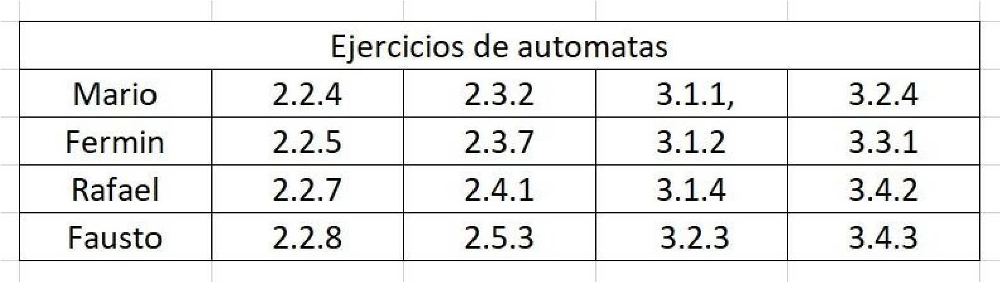 Ejercicios de automatas
Mario 2.2.4 2.3.2 3.1.1, 3.2.4
Fermin 2.2.5 2.3.7 3.1.2 3.3.1
Rafael 2.2.7 2.4.1 3.1.4 3.4.2
Fausto 2.2.8 2.5.3 3.2.3 3.4.3